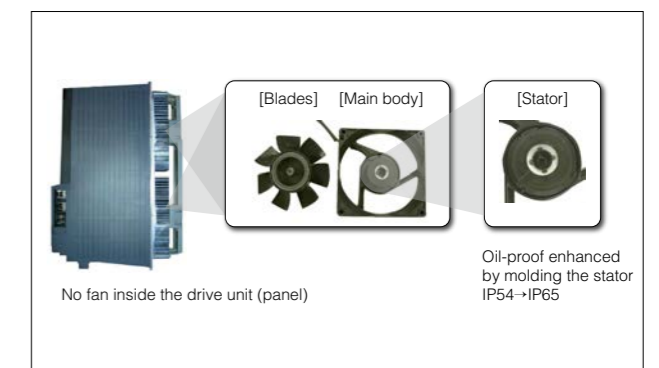 [Blades] [Main body]
[Stator]
Oil-proof enhanced
by molding the stator
IP54→IP65
No fan inside the drive unit (panel)